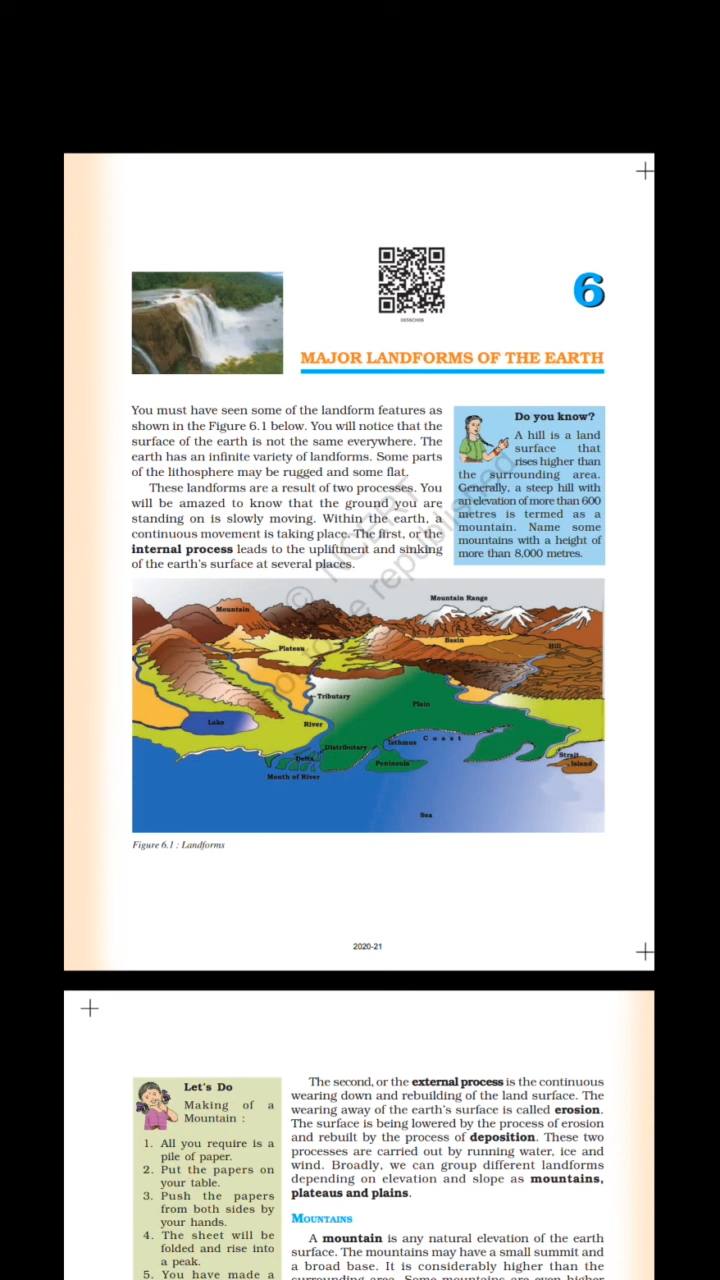 6
MAJOR LANDFORMS OF THE EARTH
You must have seen some of the landform features as
shown in the Figure 6.1 below. You will notice that the
surface of the earth is not the same everywhere. The
earth has an infinite variety of landforms. Some parts
of the lithosphere may be rugged and some flat.
These landforms are a result of two processes. You
will be amazed to know that the ground you are
standing on is slowly moving. Within the earth, a
continuous movement is taking place. The first, or the
internal process leads to the upliftment and sinking
of the earth's surface at several places.
Do you know?
A hill is a land
surface that
rises higher than
the surrounding area.
Generally, a steep hill with
an elevation of more than 600
metres is termed as a
mountain. Name some
mountains with a height of
more than 8,000 metres.
© NCERT
not to be republished
Mountain Range
Mountain
Basin
Hill
Plateau
Tributary
Plain
Lake
River
Coast
Isthmus
Distributary
Strait
Delta
Peninsula
Island
Mouth of River
Sea
Figure 6.1 : Landforms
2020-21
Let's Do
Making of a
Mountain :
1. All you require is a
pile of paper.
2. Put the papers on
your table.
3. Push the papers
from both sides by
your hands.
4. The sheet will be
folded and rise into
a peak.
5. You have made a
The second, or the external process is the continuous
wearing down and rebuilding of the land surface. The
wearing away of the earth's surface is called erosion.
The surface is being lowered by the process of erosion
and rebuilt by the process of deposition. These two
processes are carried out by running water, ice and
wind. Broadly, we can group different landforms
depending on elevation and slope as mountains,
plateaus and plains.
MOUNTAINS
A mountain is any natural elevation of the earth
surface. The mountains may have a small summit and
a broad base. It is considerably higher than the
surrounding area. Some mountains are even higher